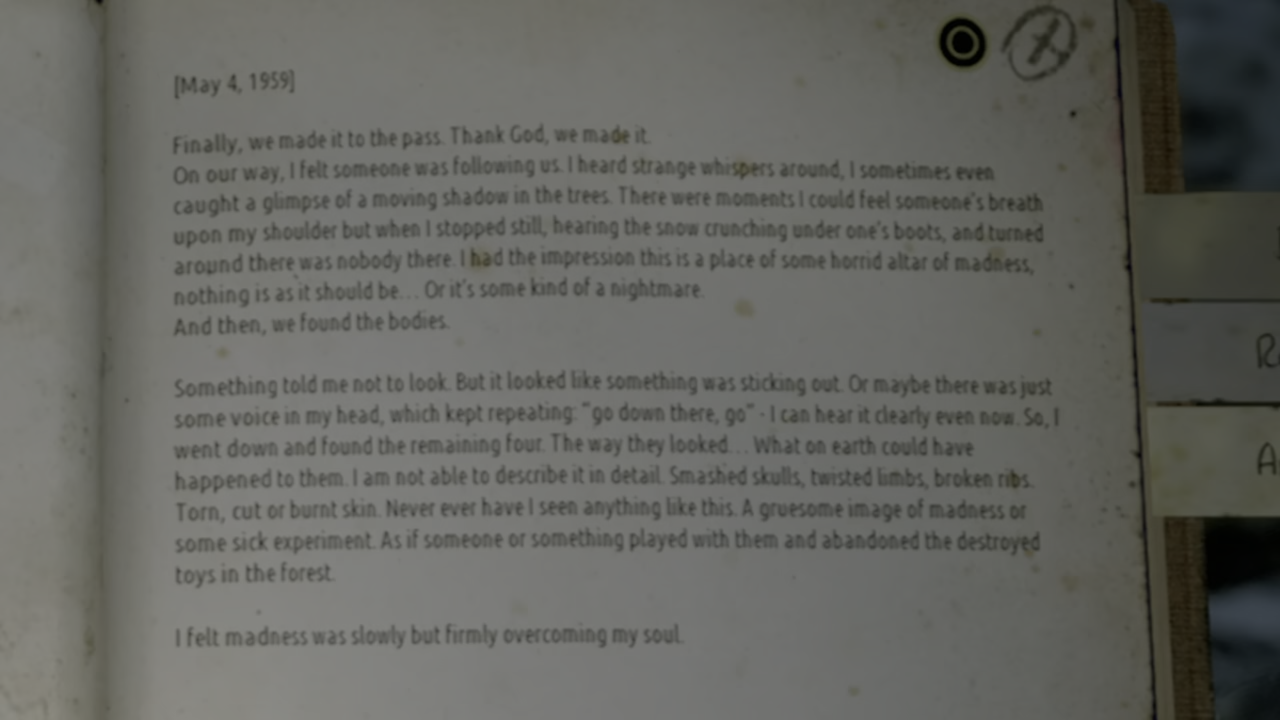 [May 4, 1959]
Finally, we made it to the pass. Thank God, we made it.
On our way, I felt someone was following us. I heard strange whispers around, I sometimes even
caught a glimpse of a moving shadow in the trees. There were moments I could feel someone's breath
upon my shoulder but when I stopped still, hearing the snow crunching under one's boots, and turned
around there was nobody there. I had the impression this is a place of some horrid altar of madness,
nothing is as it should be... Or it's some kind of a nightmare.
And then, we found the bodies.
Something told me not to look. But it looked like something was sticking out. Or maybe there was just
some voice in my head, which kept repeating: "go down there, go" - I can hear it clearly even now. So, I
went down and found the remaining four. The way they looked... What on earth could have
happened to them. I am not able to describe it in detail. Smashed skulls, twisted limbs, broken ribs.
Torn, cut or burnt skin. Never ever have I seen anything like this. A gruesome image of madness or
some sick experiment. As if someone or something played with them and abandoned the destroyed
toys in the forest.
I felt madness was slowly but firmly overcoming my soul.
R
A